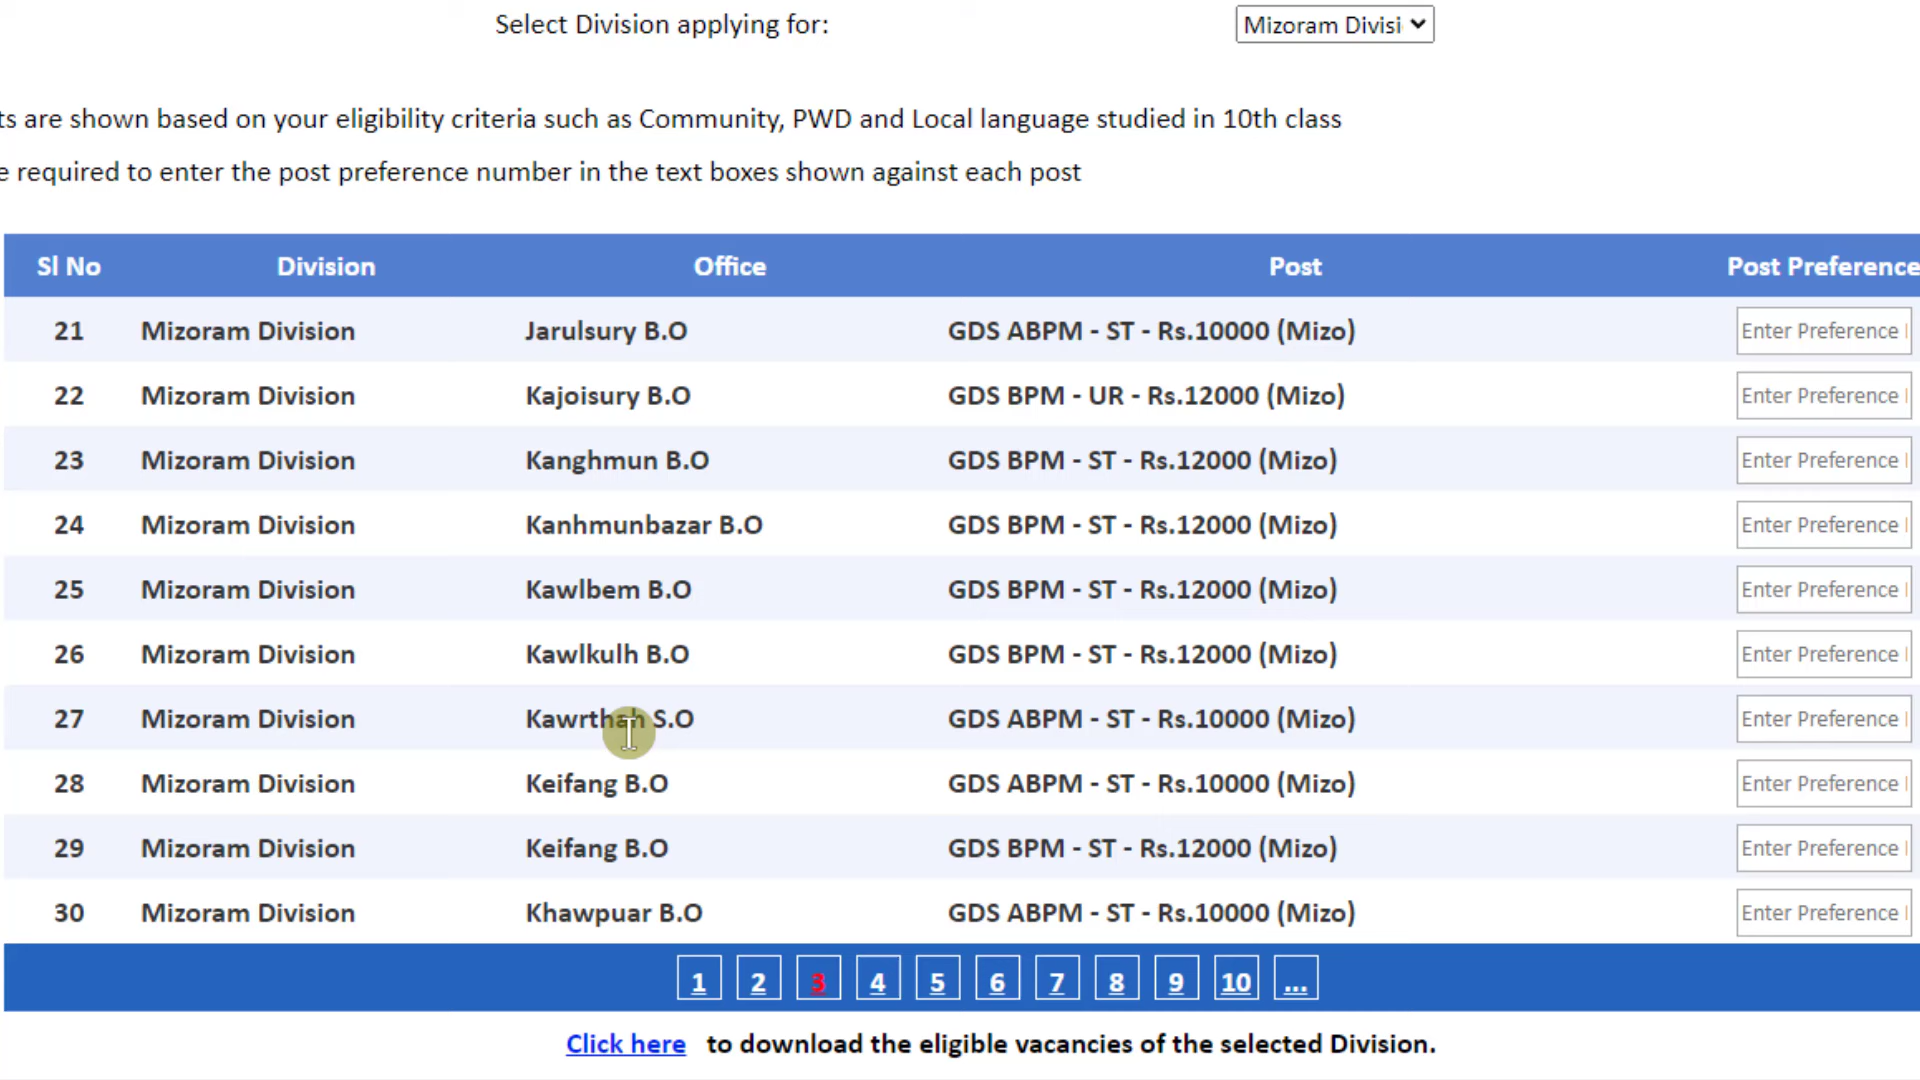 Select Division applying for: Mizoram Divisi
ts are shown based on your eligibility criteria such as Community, PWD and Local language studied in 10th class
e required to enter the post preference number in the text boxes shown against each post
Sl No Division Office Post Post Preference
21 Mizoram Division Jarulsury B.O GDS ABPM - ST - Rs.10000 (Mizo) Enter Preference
22 Mizoram Division Kajoisury B.O GDS BPM - UR - Rs.12000 (Mizo) Enter Preference
23 Mizoram Division Kanghmun B.O GDS BPM - ST - Rs.12000 (Mizo) Enter Preference
24 Mizoram Division Kanhmunbazar B.O GDS BPM - ST - Rs.12000 (Mizo) Enter Preference
25 Mizoram Division Kawlbem B.O GDS BPM - ST - Rs.12000 (Mizo) Enter Preference
26 Mizoram Division Kawlkulh B.O GDS BPM - ST - Rs.12000 (Mizo) Enter Preference
27 Mizoram Division Kawrthah S.O GDS ABPM - ST - Rs.10000 (Mizo) Enter Preference
28 Mizoram Division Keifang B.O GDS ABPM - ST - Rs.10000 (Mizo) Enter Preference
29 Mizoram Division Keifang B.O GDS BPM - ST - Rs.12000 (Mizo) Enter Preference
30 Mizoram Division Khawpuar B.O GDS ABPM - ST - Rs.10000 (Mizo) Enter Preference
1 2 3 4 5 6 7 8 9 10 ...
Click here to download the eligible vacancies of the selected Division.